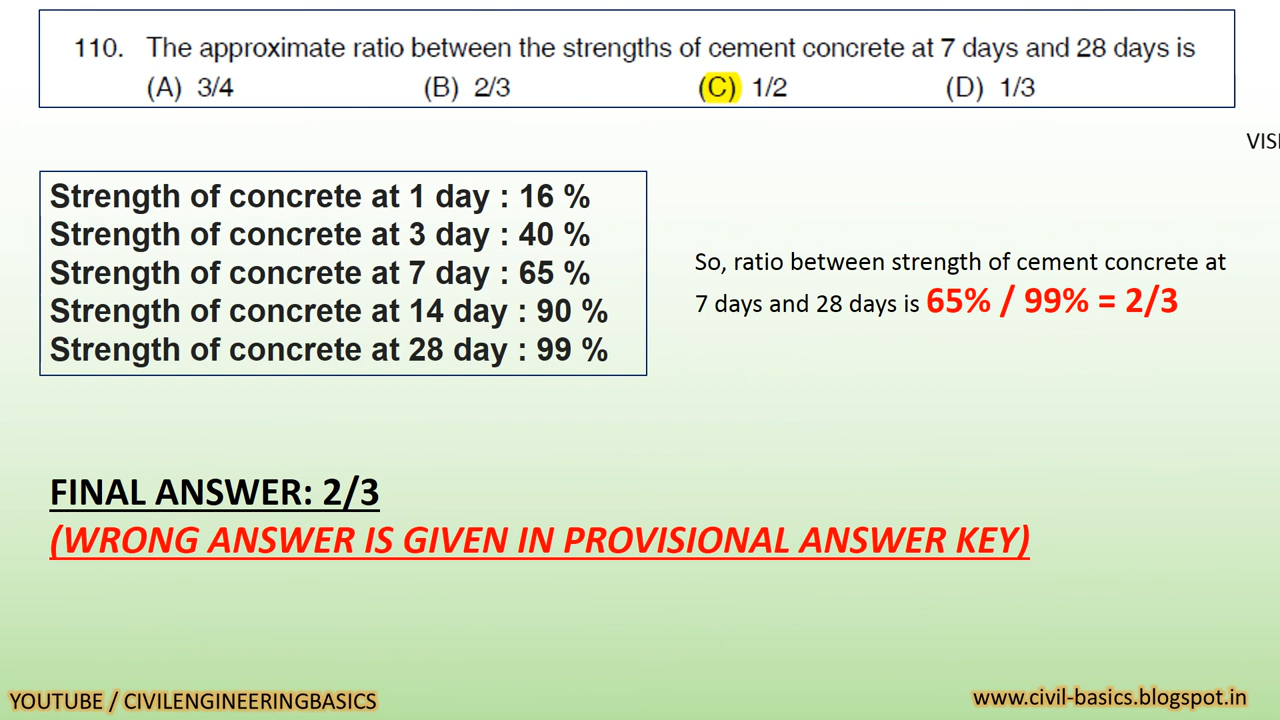 110. The approximate ratio between the strengths of cement concrete at 7 days and 28 days is
(A) 3/4 (B) 2/3 (C) 1/2 (D) 1/3
VISI
Strength of concrete at 1 day : 16 %
Strength of concrete at 3 day : 40 %
Strength of concrete at 7 day : 65 %
Strength of concrete at 14 day : 90 %
Strength of concrete at 28 day : 99 %
So, ratio between strength of cement concrete at
7 days and 28 days is 65% / 99% = 2/3
FINAL ANSWER: 2/3
(WRONG ANSWER IS GIVEN IN PROVISIONAL ANSWER KEY)
YOUTUBE / CIVILENGINEERINGBASICS
www.civil-basics.blogspot.in